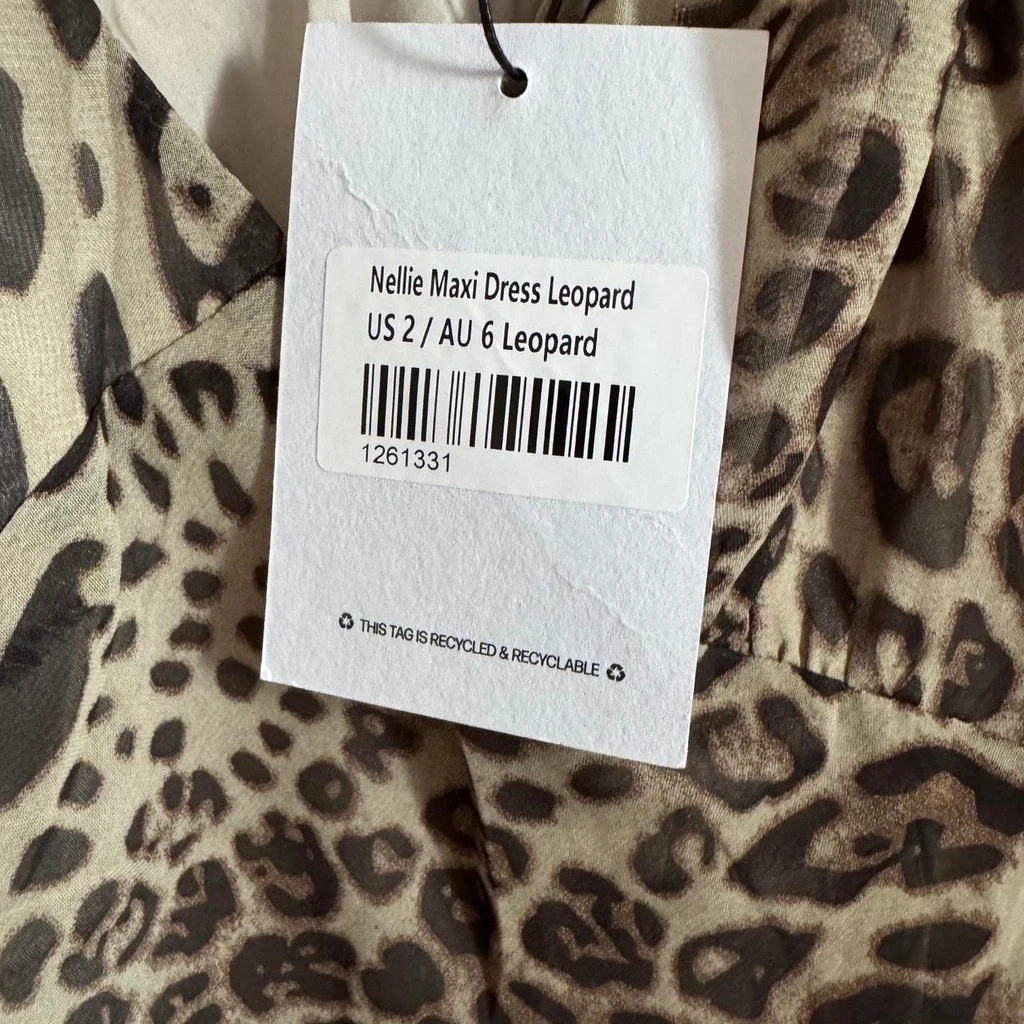 Nellie Maxi Dress Leopard
US 2 / AU 6 Leopard
1261331
♻ THIS TAG IS RECYCLED & RECYCLABLE ♻